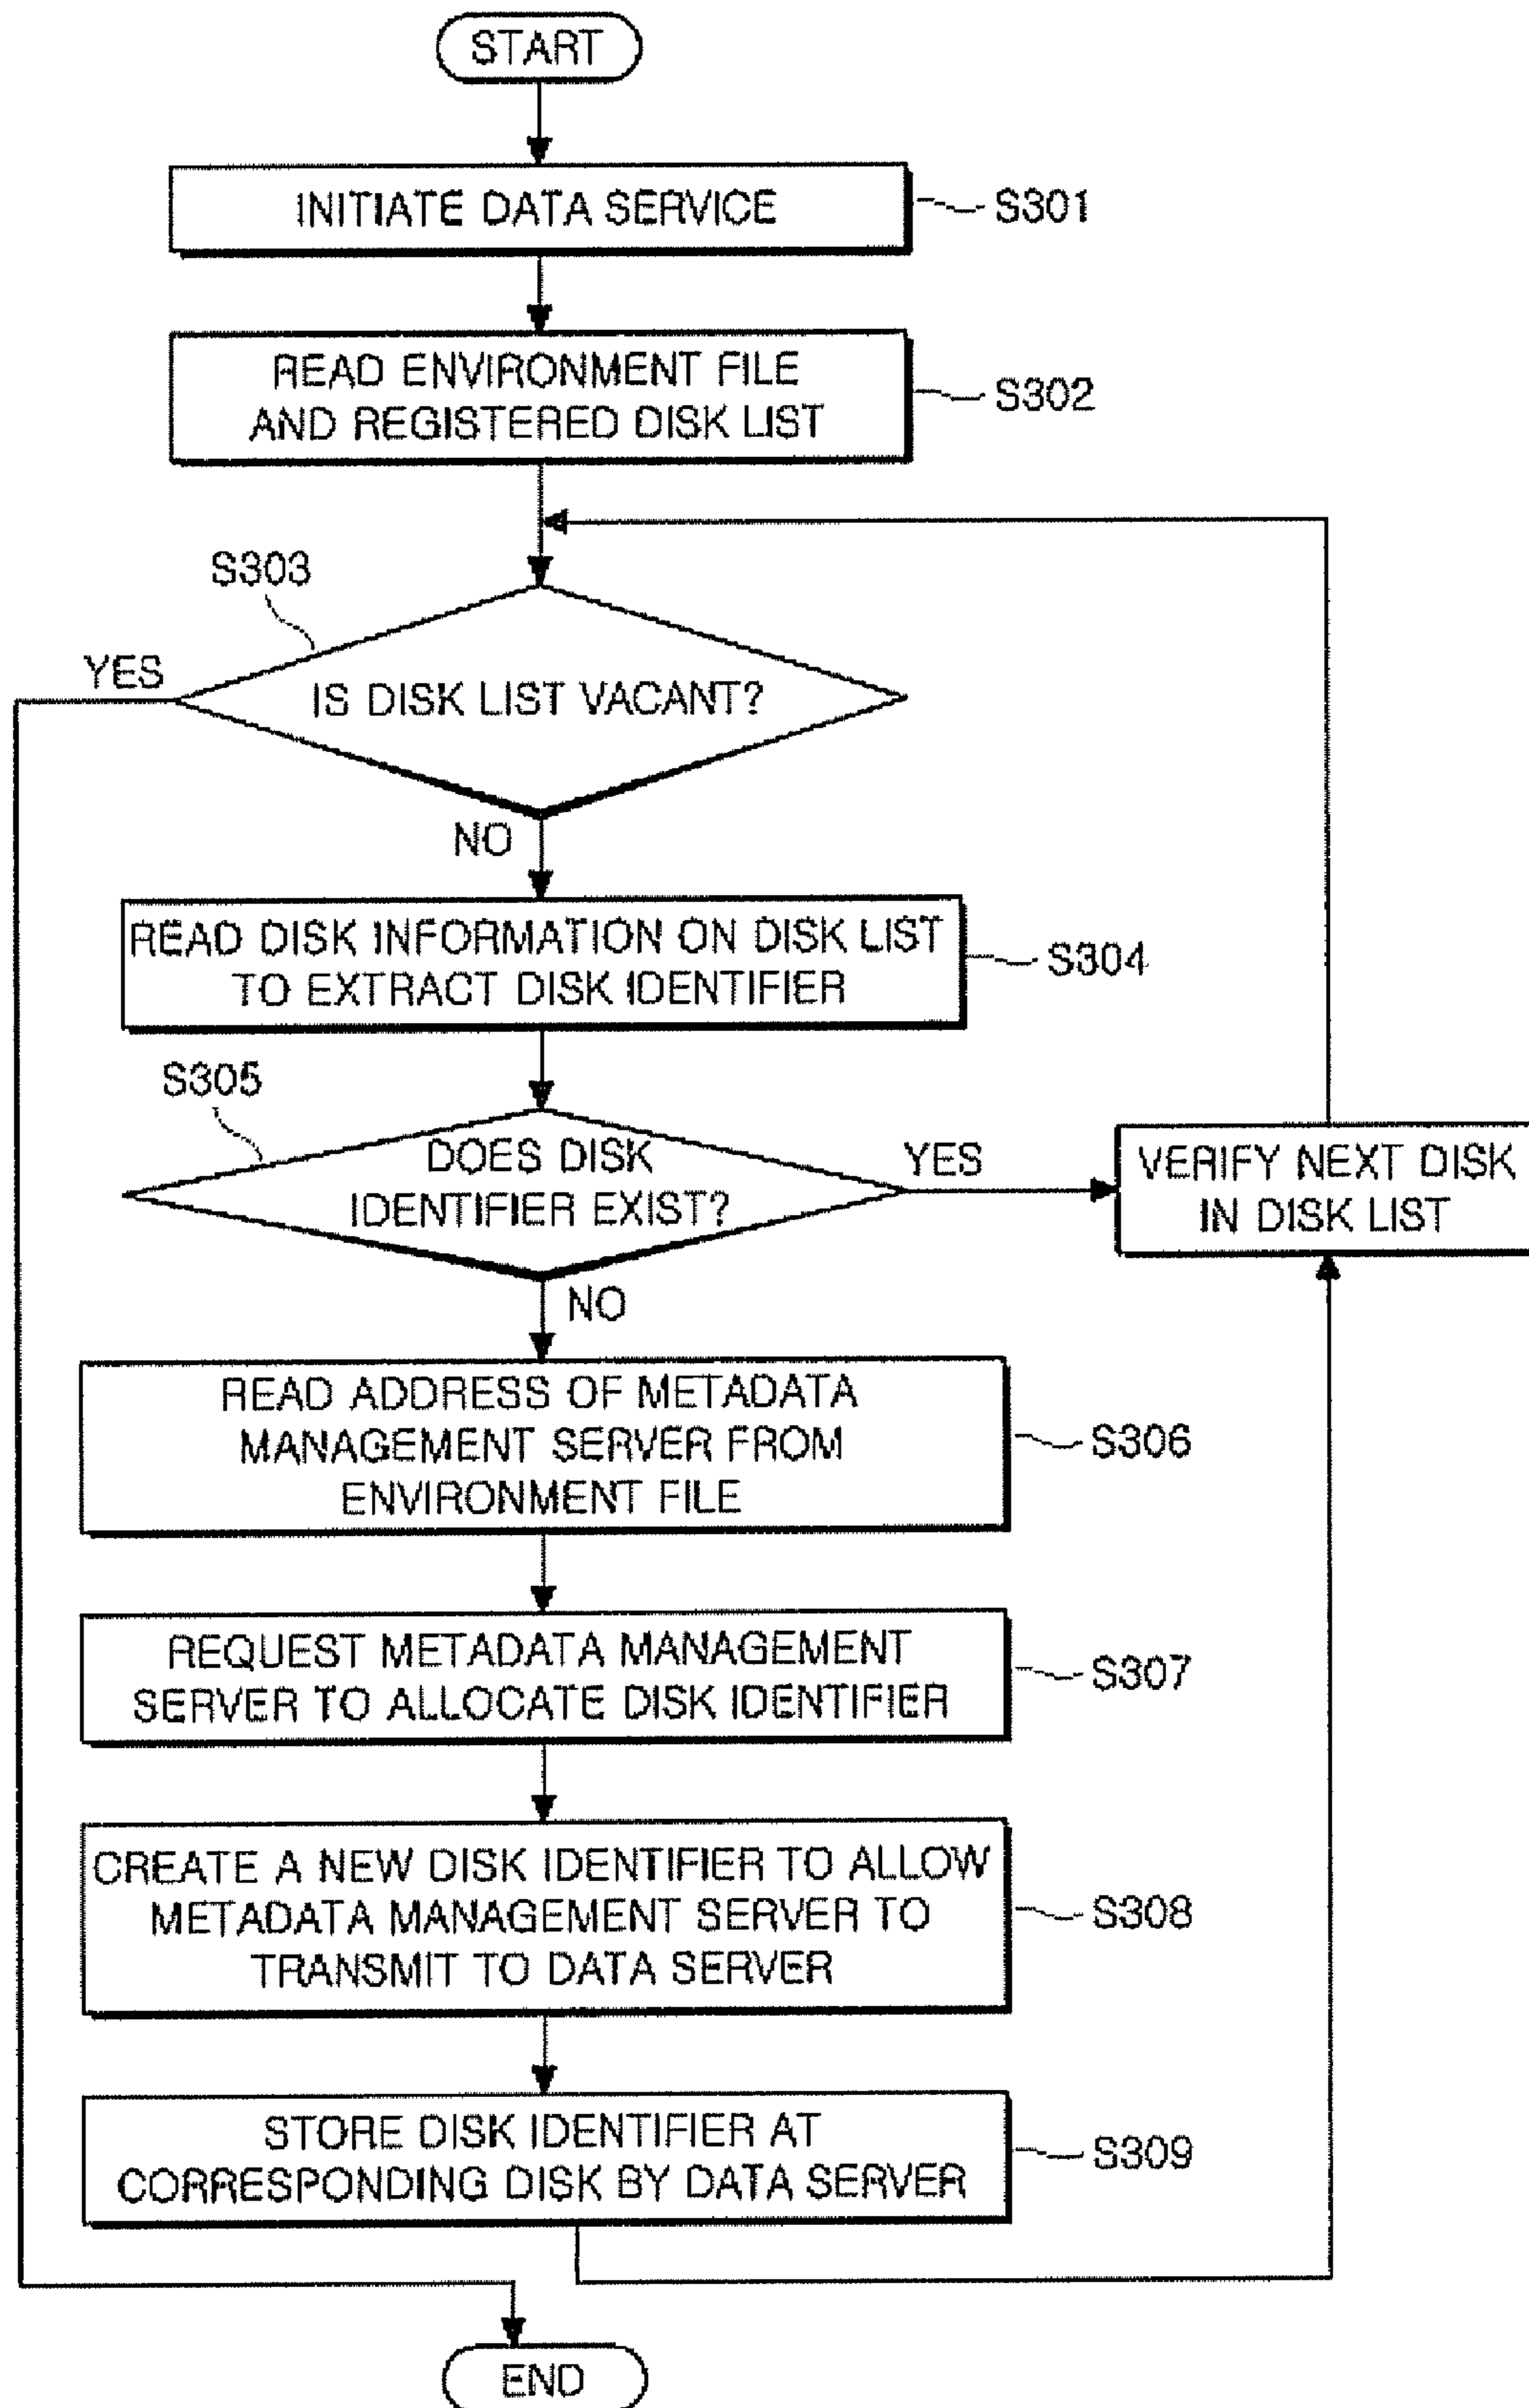 START
INITIATE DATA SERVICE
S301
READ ENVIRONMENT FILE
AND REGISTERED DISK LIST
S302
S303
YES
IS DISK LIST VACANT?
NO
READ DISK INFORMATION ON DISK LIST
TO EXTRACT DISK IDENTIFIER
S304
S305
DOES DISK
IDENTIFIER EXIST?
YES
VERIFY NEXT DISK
IN DISK LIST
NO
READ ADDRESS OF METADATA
MANAGEMENT SERVER FROM
ENVIRONMENT FILE
S306
REQUEST METADATA MANAGEMENT
SERVER TO ALLOCATE DISK IDENTIFIER
S307
CREATE A NEW DISK IDENTIFIER TO ALLOW
METADATA MANAGEMENT SERVER TO
TRANSMIT TO DATA SERVER
S308
STORE DISK IDENTIFIER AT
CORRESPONDING DISK BY DATA SERVER
S309
END